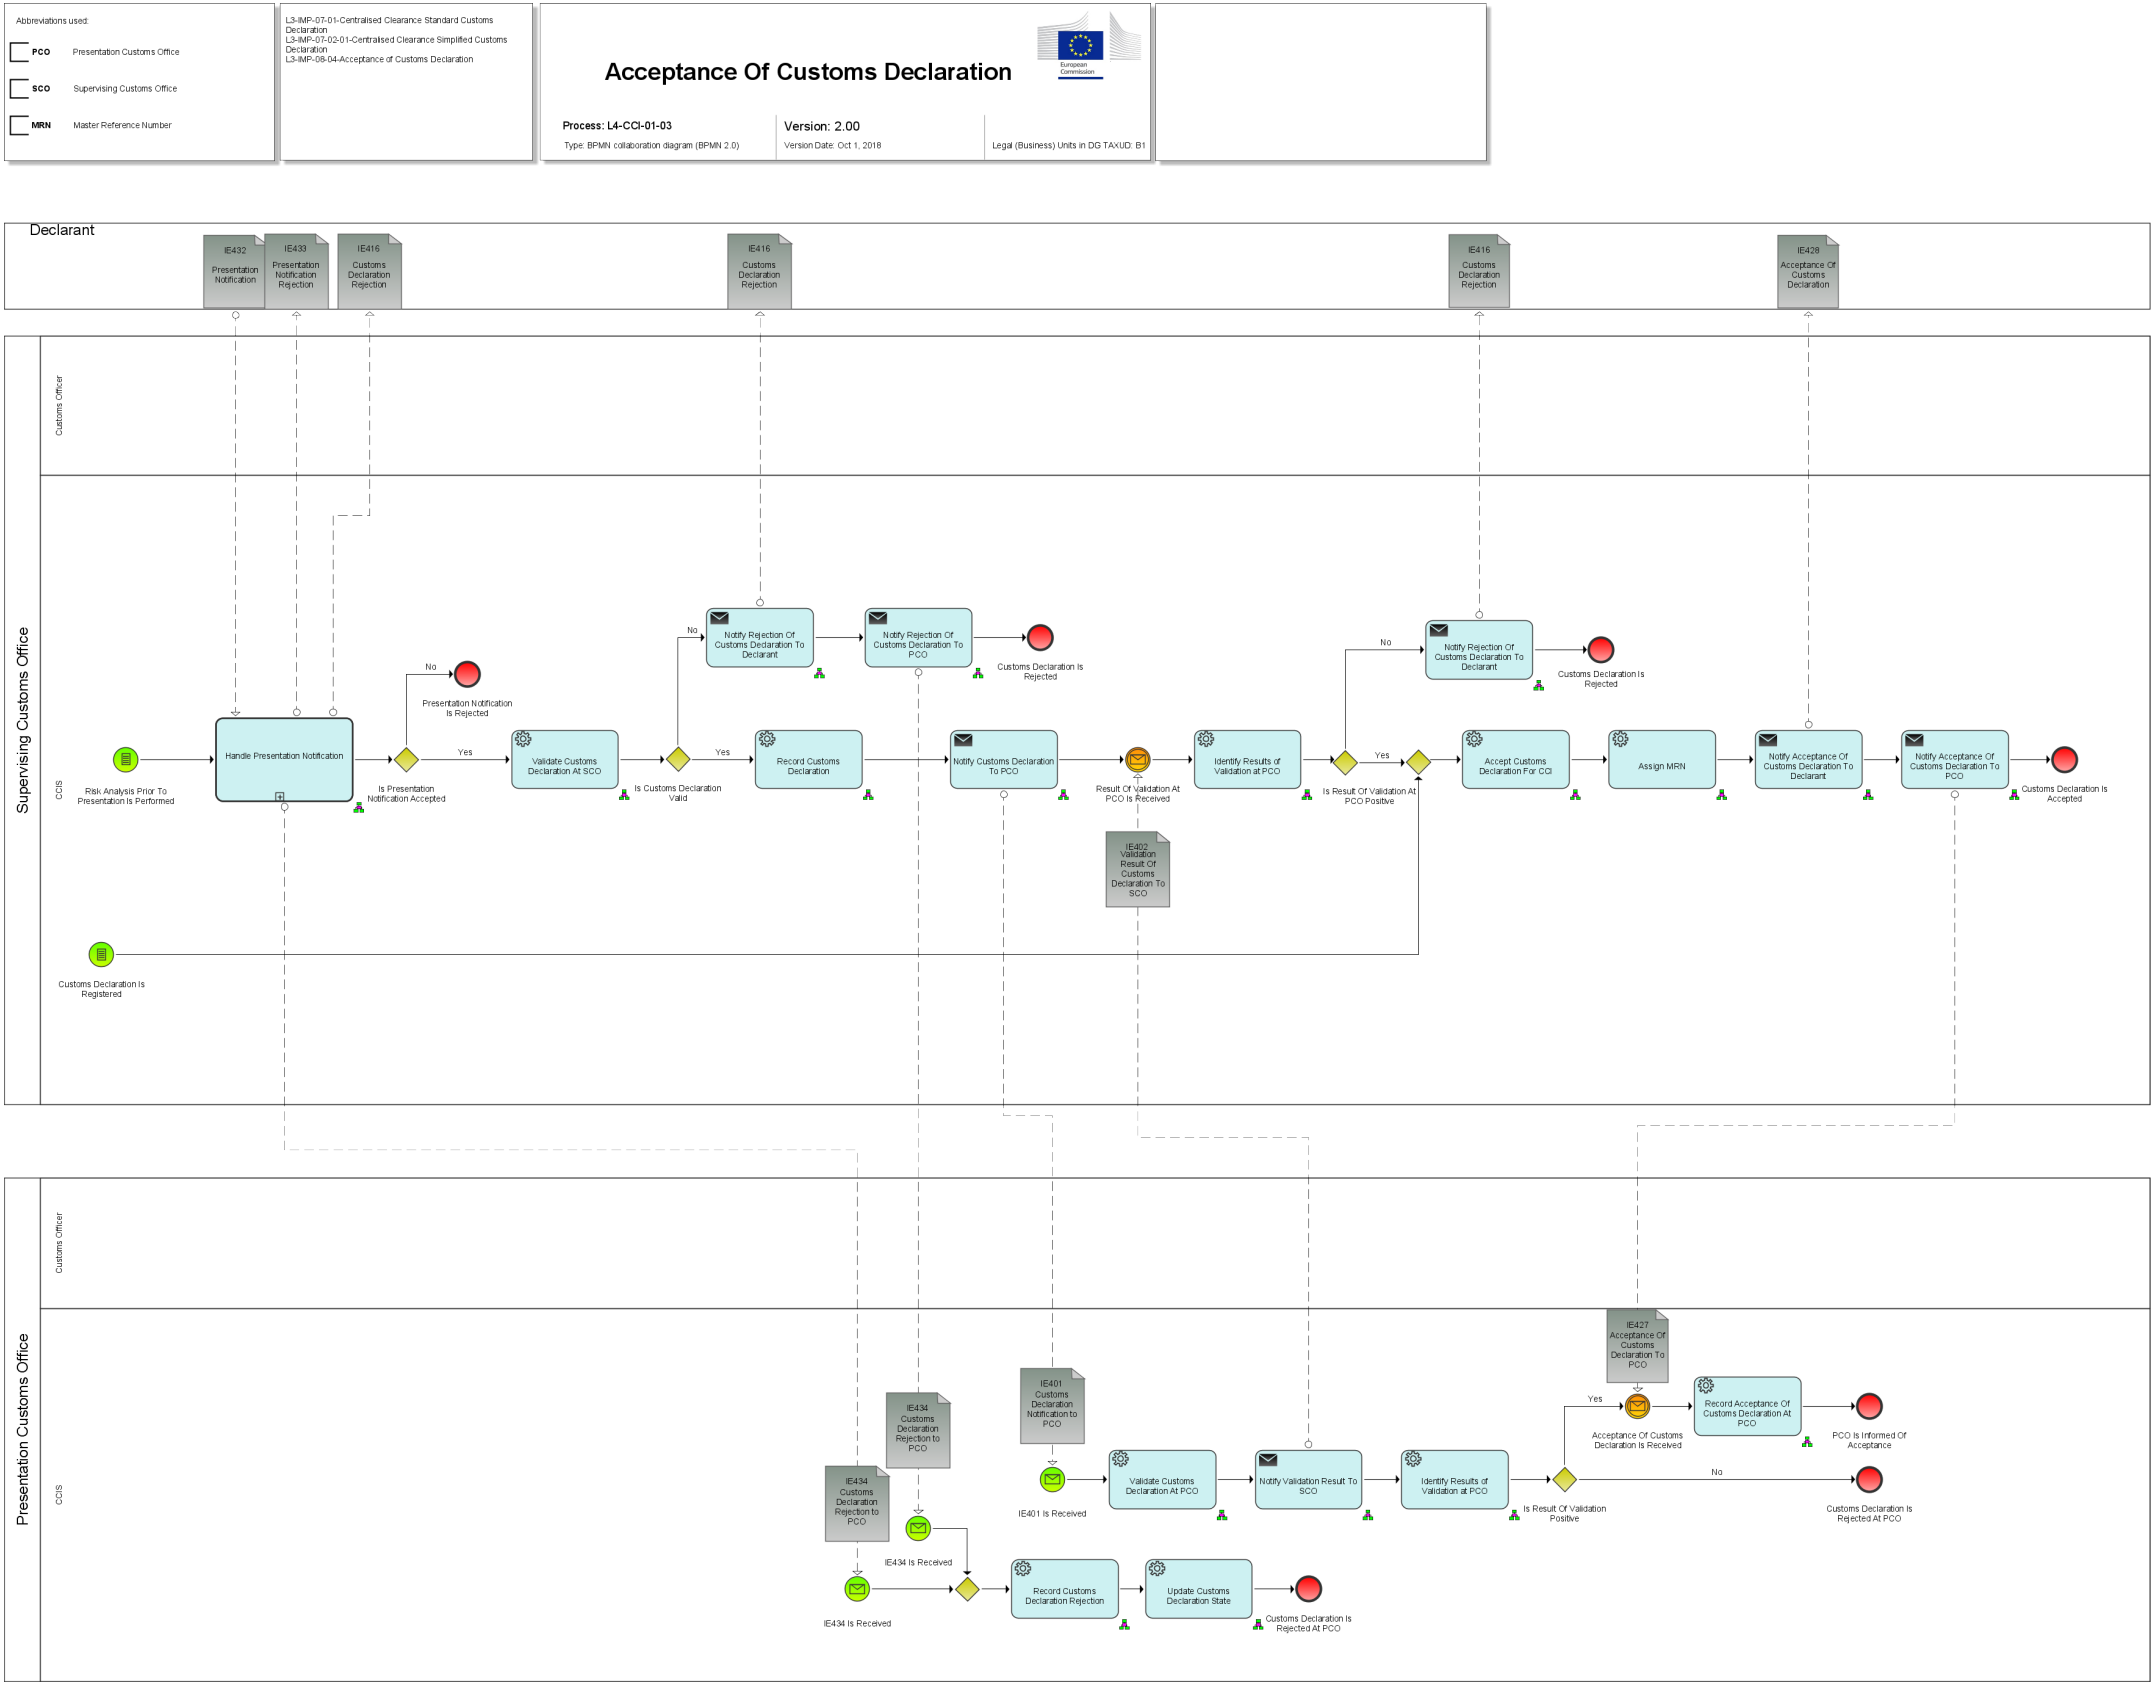 Abbreviations used:
PCO Presentation Customs Office
SCO Supervising Customs Office
MRN Master Reference Number
L3-IMP-07-01-Centralised Clearance Standard Customs
Declaration
L3-IMP-07-02-01-Centralised Clearance Simplified Customs
Declaration
L3-IMP-08-04-Acceptance of Customs Declaration
Acceptance Of Customs Declaration
European
Commission
Process: L4-CCI-01-03
Type: BPMN collaboration diagram (BPMN 2.0)
Version: 2.00
Version Date: Oct 1, 2018
Legal (Business) Units in DG TAXUD: B1
Declarant
IE432
Presentation
Notification
IE433
Presentation
Notification
Rejection
IE416
Customs
Declaration
Rejection
IE416
Customs
Declaration
Rejection
IE416
Customs
Declaration
Rejection
IE428
Acceptance Of
Customs
Declaration
Supervising Customs Office
Customs Officer
CCIS
Risk Analysis Prior To
Presentation Is Performed
Handle Presentation Notification
Is Presentation
Notification Accepted
No
Presentation Notification
Is Rejected
Yes
Validate Customs
Declaration At SCO
Is Customs Declaration
Valid
No
Notify Rejection Of
Customs Declaration To
Declarant
Notify Rejection Of
Customs Declaration To
PCO
Customs Declaration Is
Rejected
Yes
Record Customs
Declaration
Notify Customs Declaration
To PCO
Result Of Validation At
PCO Is Received
IE402
Validation
Result Of
Customs
Declaration To
SCO
Identify Results of
Validation at PCO
Is Result Of Validation At
PCO Positive
No
Notify Rejection Of
Customs Declaration To
Declarant
Customs Declaration Is
Rejected
Yes
Accept Customs
Declaration For CCI
Assign MRN
Notify Acceptance Of
Customs Declaration To
Declarant
Notify Acceptance Of
Customs Declaration To
PCO
Customs Declaration Is
Accepted
Customs Declaration Is
Registered
Presentation Customs Office
Customs Officer
CCIS
IE434
Customs
Declaration
Rejection to
PCO
IE434 Is Received
IE434
Customs
Declaration
Rejection to
PCO
IE434 Is Received
Record Customs
Declaration Rejection
Update Customs
Declaration State
Customs Declaration Is
Rejected At PCO
IE401
Customs
Declaration
Notification to
PCO
IE401 Is Received
Validate Customs
Declaration At PCO
Notify Validation Result To
SCO
Identify Results of
Validation at PCO
Is Result Of Validation
Positive
Yes
IE427
Acceptance Of
Customs
Declaration To
PCO
Acceptance Of Customs
Declaration Is Received
Record Acceptance Of
Customs Declaration At
PCO
PCO Is Informed Of
Acceptance
No
Customs Declaration Is
Rejected At PCO